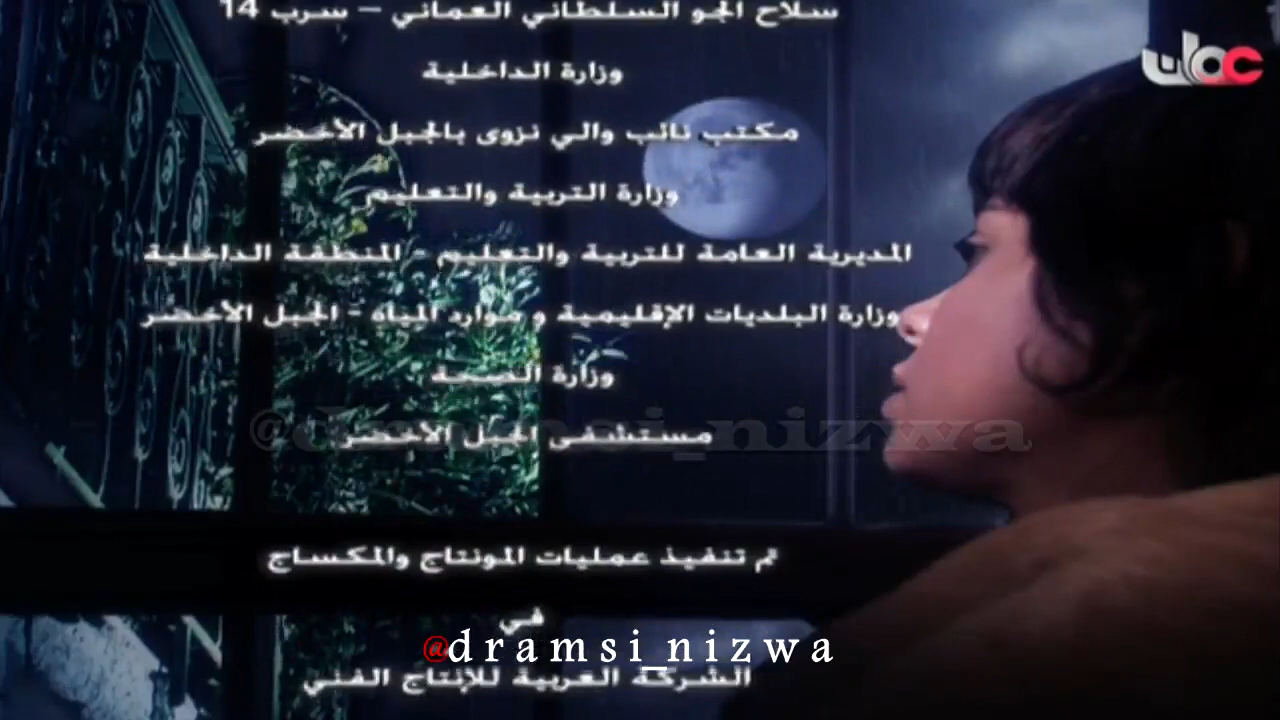 سلاح الجو السلطاني العماني – سرب 14
وزارة الداخلية
مكتب نائب والي نزوى بالجبل الأخضر
وزارة التربية والتعليم
المديرية العامة للتربية والتعليم - المنطقة الداخلية
وزارة البلديات الإقليمية و موارد المياه - الجبل الأخضر
وزارة الصحة
مستشفى الجبل الأخضر
@dramsi_nizwa
تم تنفيذ عمليات المونتاج والمكساج
في
@dramsi_nizwa
الشركة العربية للإنتاج الفني